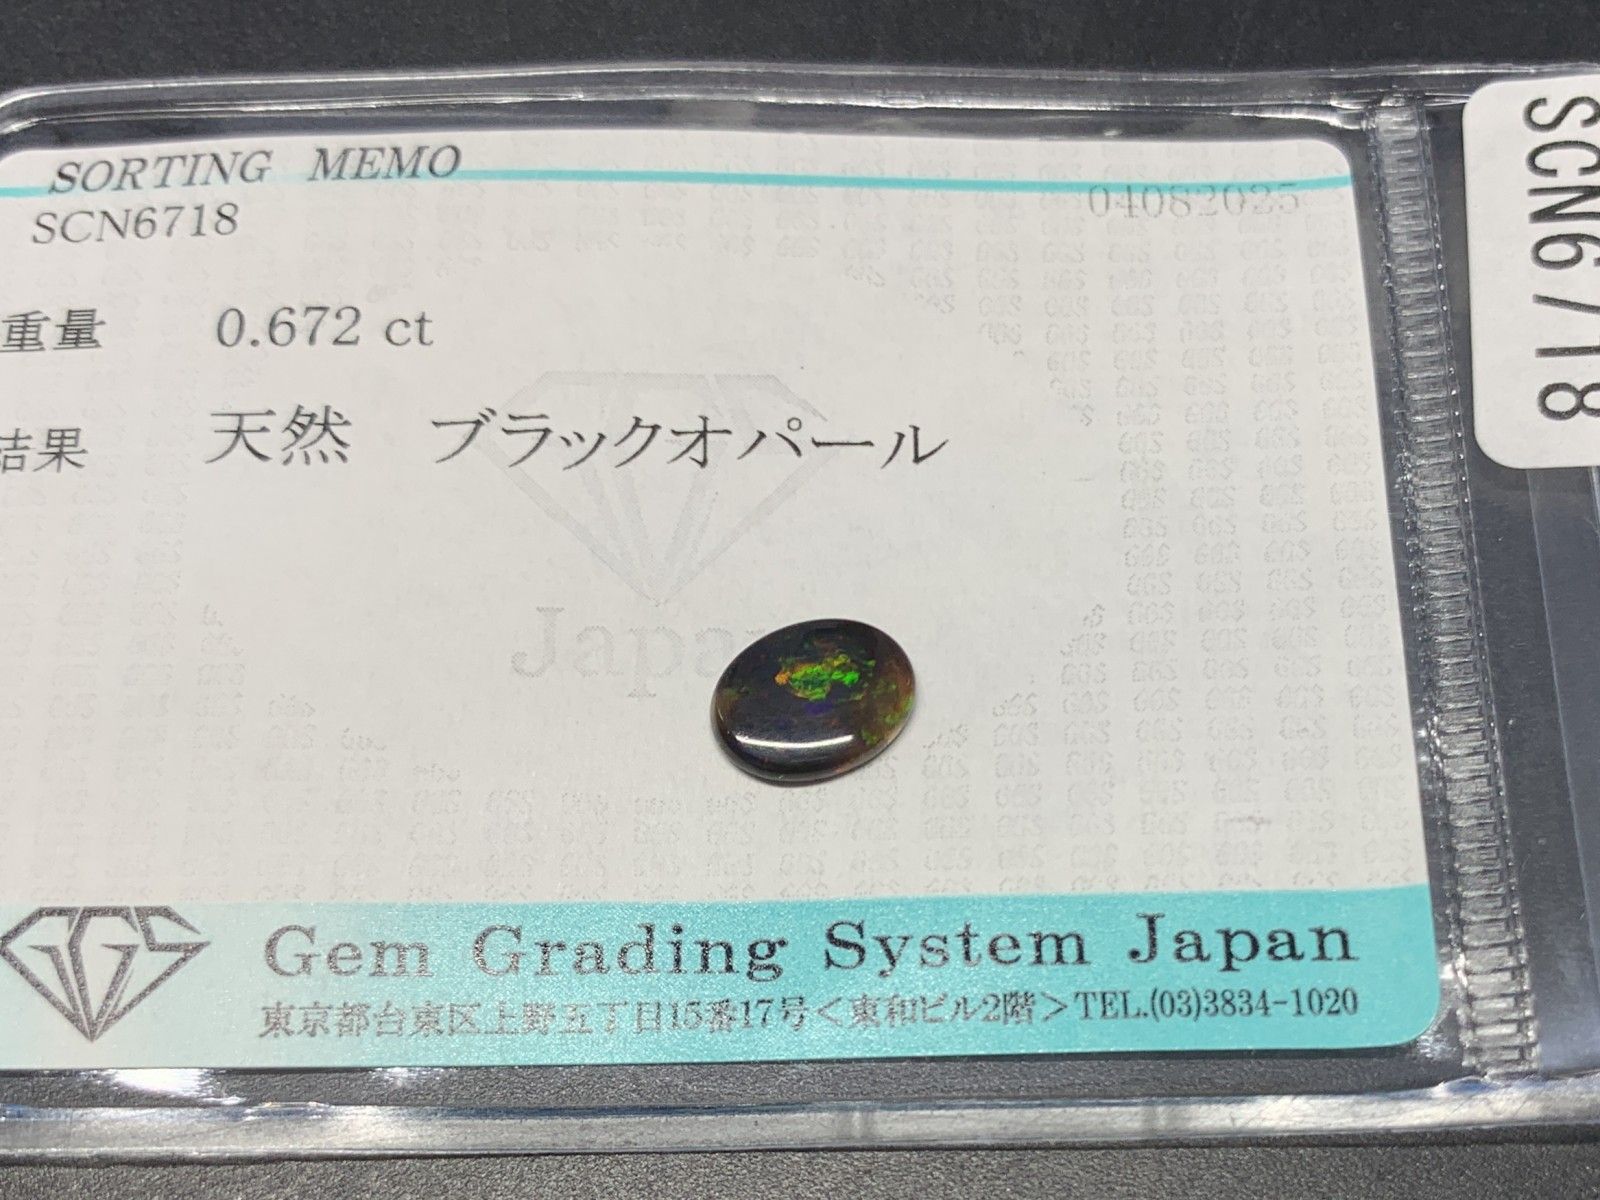 SORTING MEMO
04082025
SCN6718
重量 0.672 ct
結果 天然 ブラックオパール
Japan
GGS
Gem Grading System Japan
東京都台東区上野五丁目15番17号＜東和ビル2階＞TEL.(03)3834-1020
SCN6718